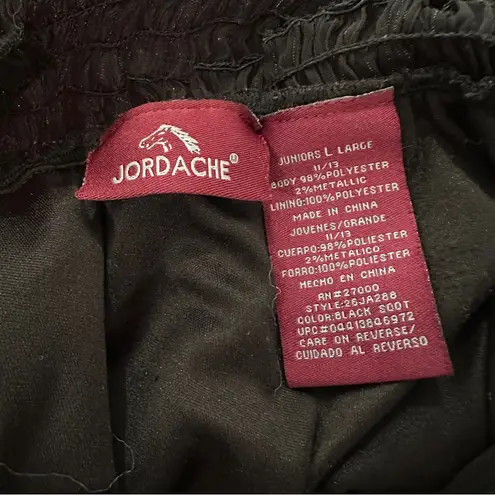 JORDACHE®
JUNIORS L LARGE
11/13
BODY 98% POLYESTER
2% METALLIC
LINING:100% POLYESTER
MADE IN CHINA
JOVENES/GRANDE
11/13
CUERPO:98% POLIESTER
2% METALICO
FORRO:100% POLIESTER
HECHO EN CHINA
RN#27000
STYLE:26JA288
COLOR:BLACK SOOT
UPC#04413846972
CARE ON REVERSE/
CUIDADO AL REVERSO